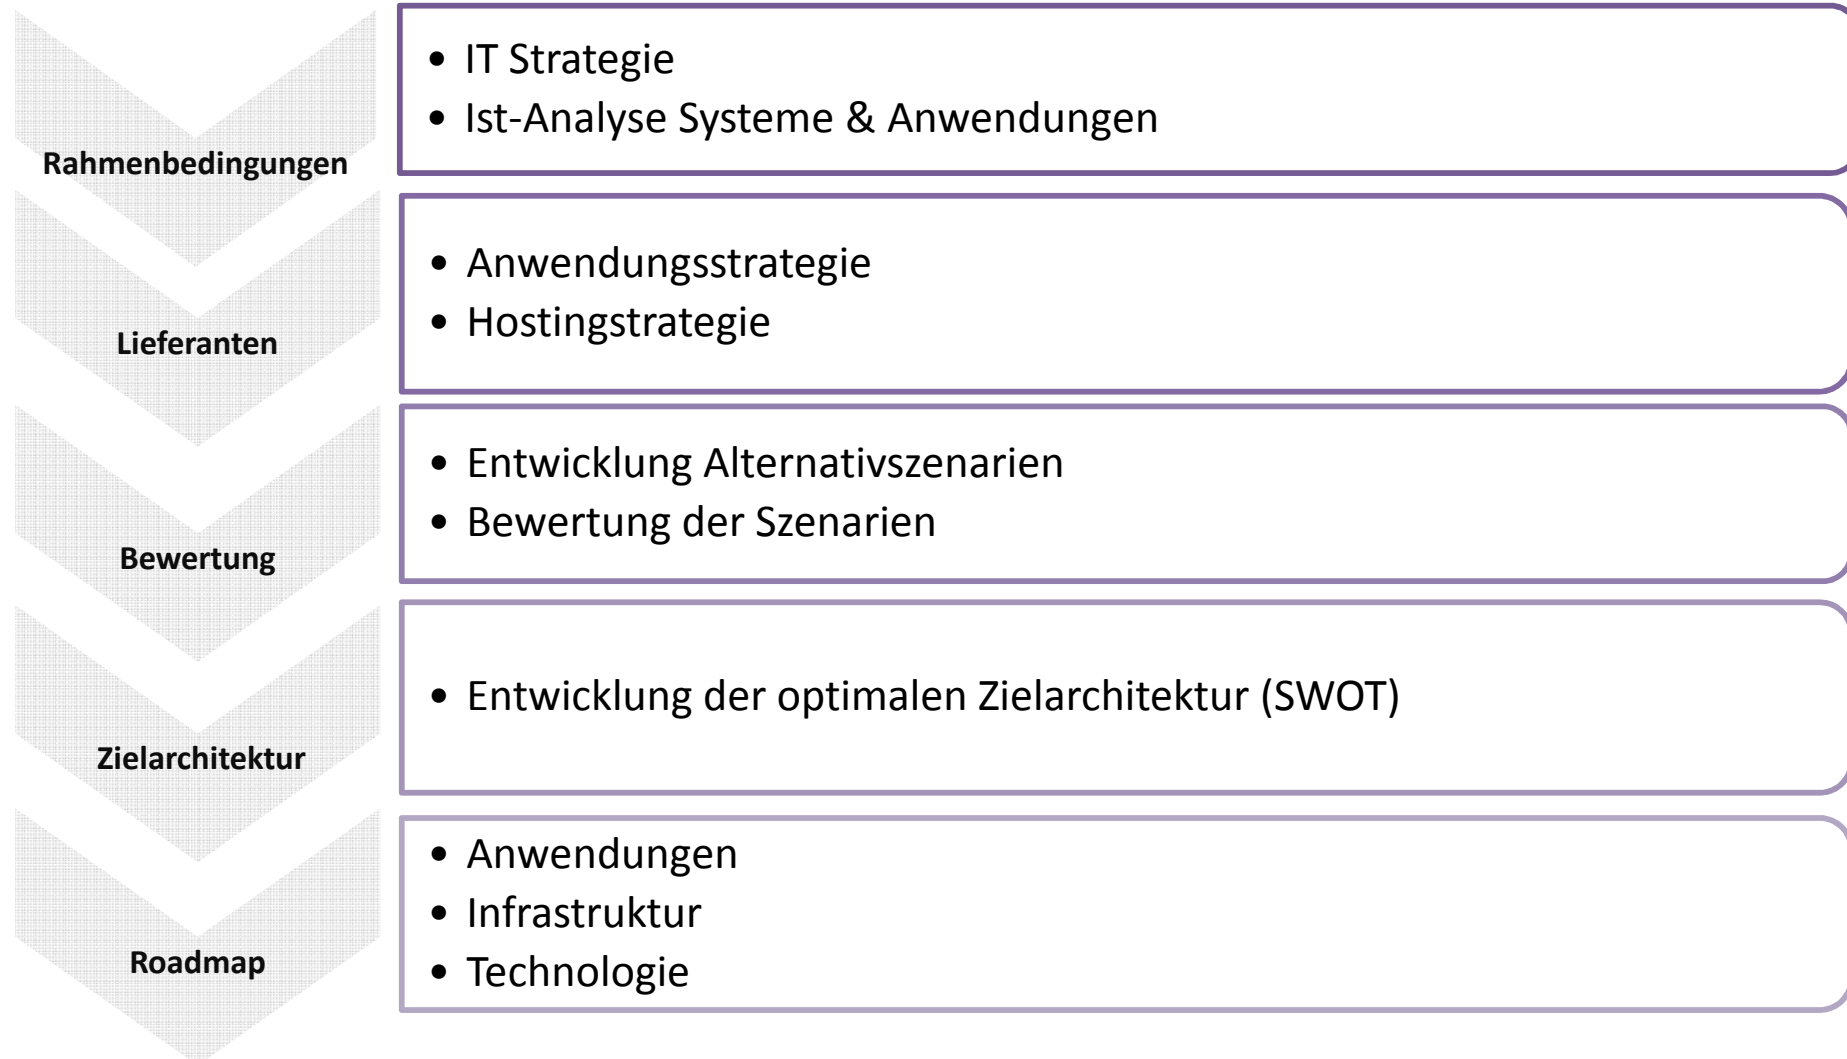 Rahmenbedingungen
• IT Strategie
• Ist-Analyse Systeme & Anwendungen
Lieferanten
• Anwendungsstrategie
• Hostingstrategie
Bewertung
• Entwicklung Alternativszenarien
• Bewertung der Szenarien
Zielarchitektur
• Entwicklung der optimalen Zielarchitektur (SWOT)
Roadmap
• Anwendungen
• Infrastruktur
• Technologie